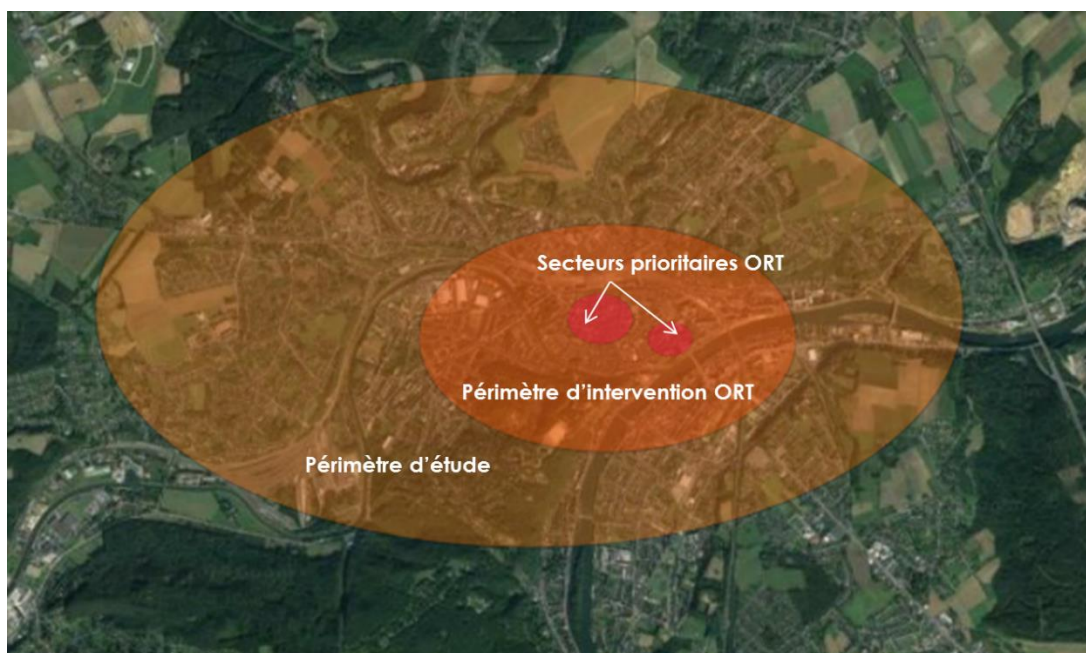 Secteurs prioritaires ORT
Périmètre d'intervention ORT
Périmètre d'étude